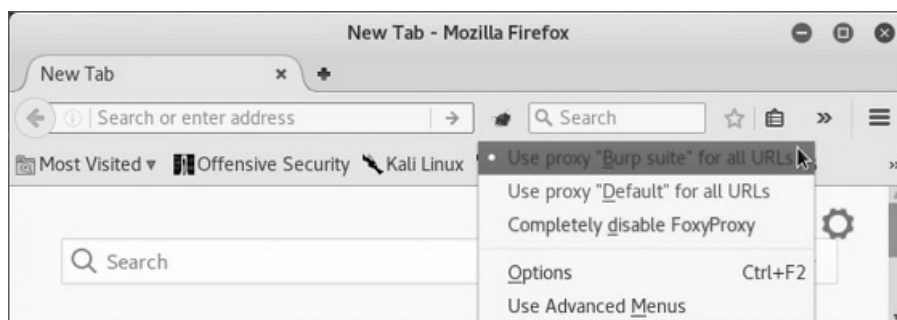 New Tab - Mozilla Firefox
New Tab
Search or enter address
Search
Most Visited
Offensive Security
Kali Linux
Use proxy "Burp suite" for all URLs
Use proxy "Default" for all URLs
Completely disable FoxyProxy
Search
Options Ctrl+F2
Use Advanced Menus